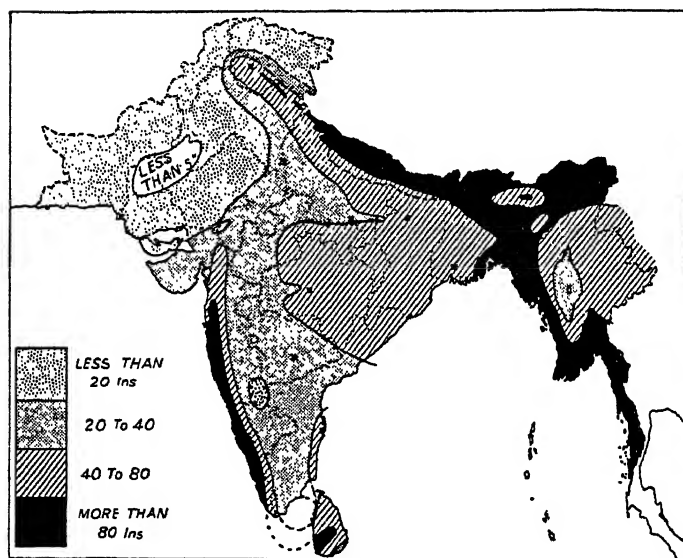 LESS
THAN 5"
LESS THAN
20 Ins
20 To 40
40 To 80
MORE THAN
80 Ins